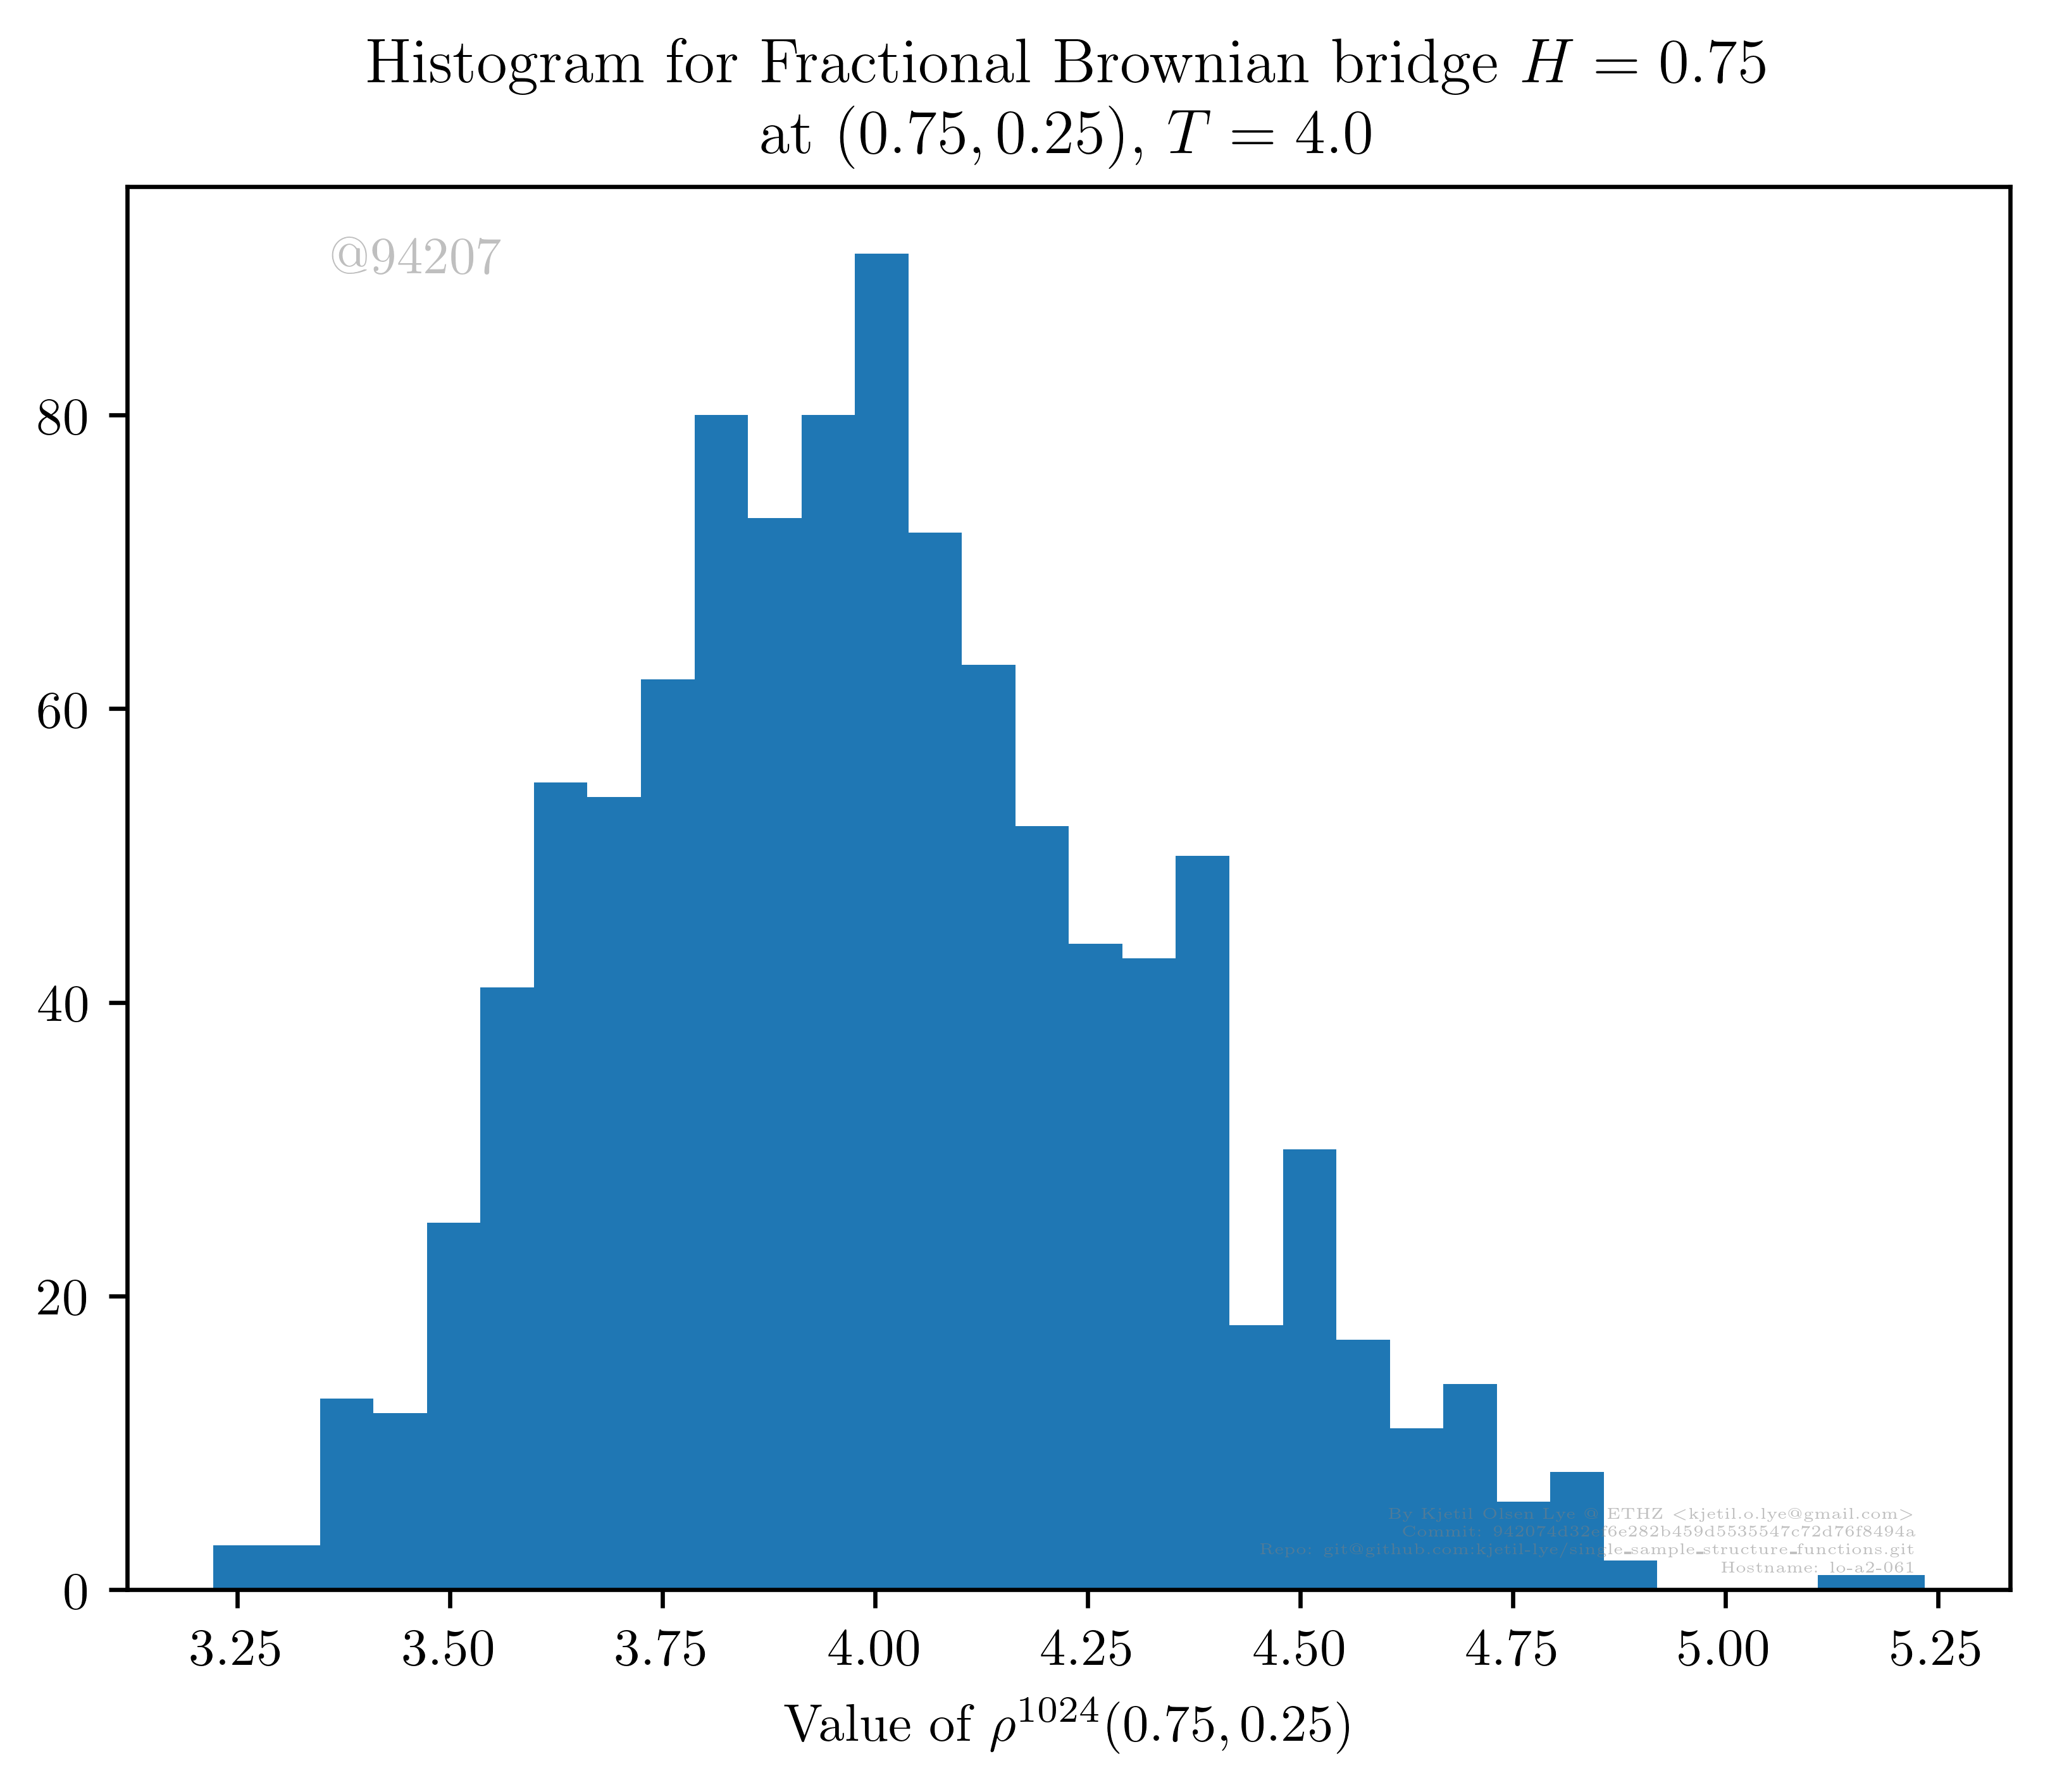 Histogram for Fractional Brownian bridge H = 0.75
at (0.75, 0.25), T = 4.0
@94207
80
60
40
20
0
By Kjetil Olsen Lye @ ETHZ <kjetil.o.lye@gmail.com>
Commit: 942074d32ef6e282b459d5535547c72d76f8494a
Repo: git@github.com:kjetil-lye/single_sample_structure_functions.git
Hostname: lo-a2-061
3.25 3.50 3.75 4.00 4.25 4.50 4.75 5.00 5.25
Value of ρ¹⁰²⁴(0.75, 0.25)